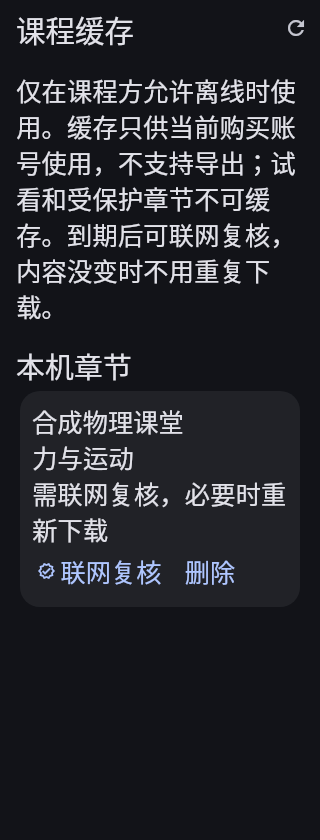 课程缓存
仅在课程方允许离线时使
用。缓存只供当前购买账
号使用，不支持导出；试
看和受保护章节不可缓
存。到期后可联网复核，
内容没变时不用重复下
载。
本机章节
合成物理课堂
力与运动
需联网复核，必要时重
新下载
联网复核 删除